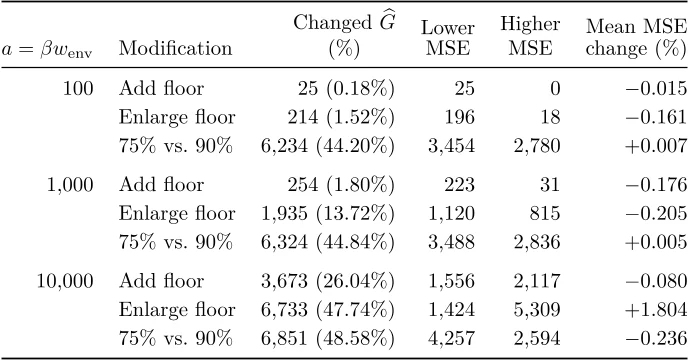 a = βw_env Modification Changed Ĝ (%) Lower MSE Higher MSE Mean MSE change (%)
100 Add floor 25 (0.18%) 25 0 −0.015
Enlarge floor 214 (1.52%) 196 18 −0.161
75% vs. 90% 6,234 (44.20%) 3,454 2,780 +0.007
1,000 Add floor 254 (1.80%) 223 31 −0.176
Enlarge floor 1,935 (13.72%) 1,120 815 −0.205
75% vs. 90% 6,324 (44.84%) 3,488 2,836 +0.005
10,000 Add floor 3,673 (26.04%) 1,556 2,117 −0.080
Enlarge floor 6,733 (47.74%) 1,424 5,309 +1.804
75% vs. 90% 6,851 (48.58%) 4,257 2,594 −0.236